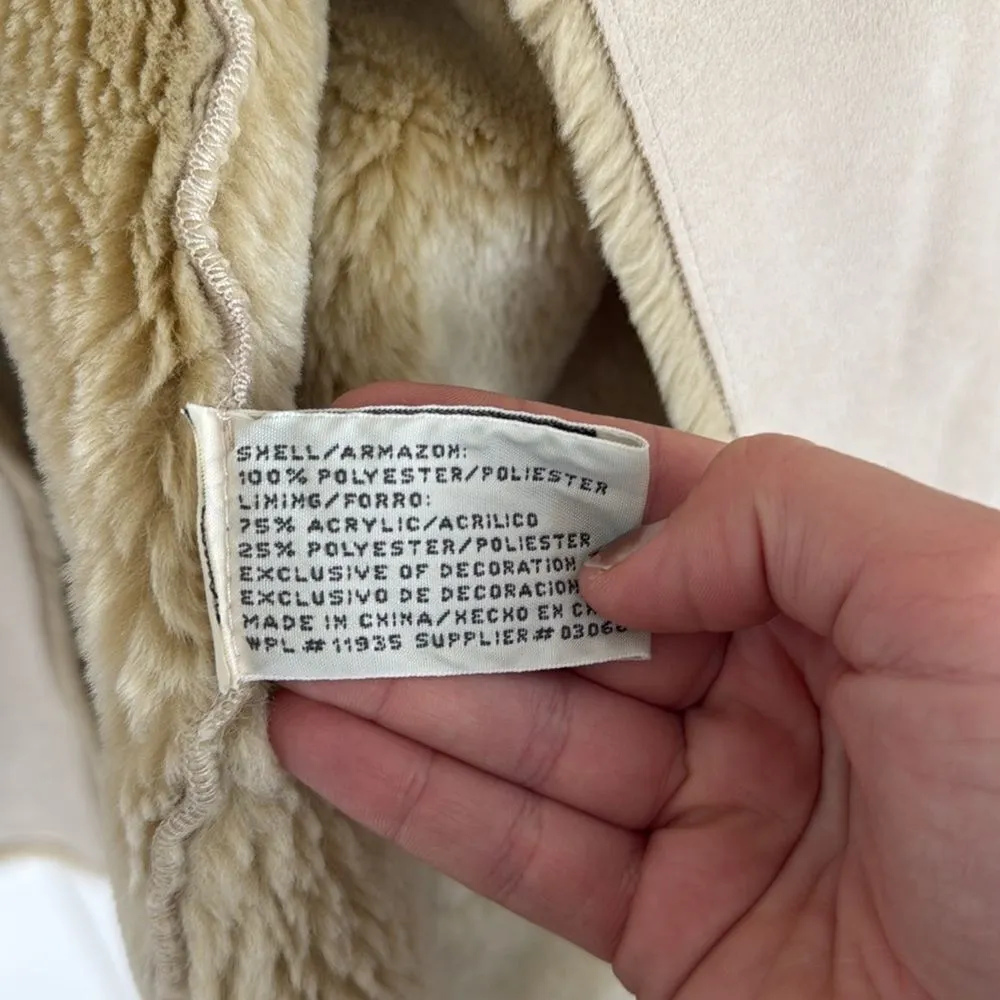 SHELL/ARMAZON:
100% POLYESTER/POLIESTER
LINING/FORRO:
75% ACRYLIC/ACRILICO
25% POLYESTER/POLIESTER
EXCLUSIVE OF DECORATION
EXCLUSIVO DE DECORACION
MADE IN CHINA/HECHO EN
WPL # 11935 SUPPLIER #